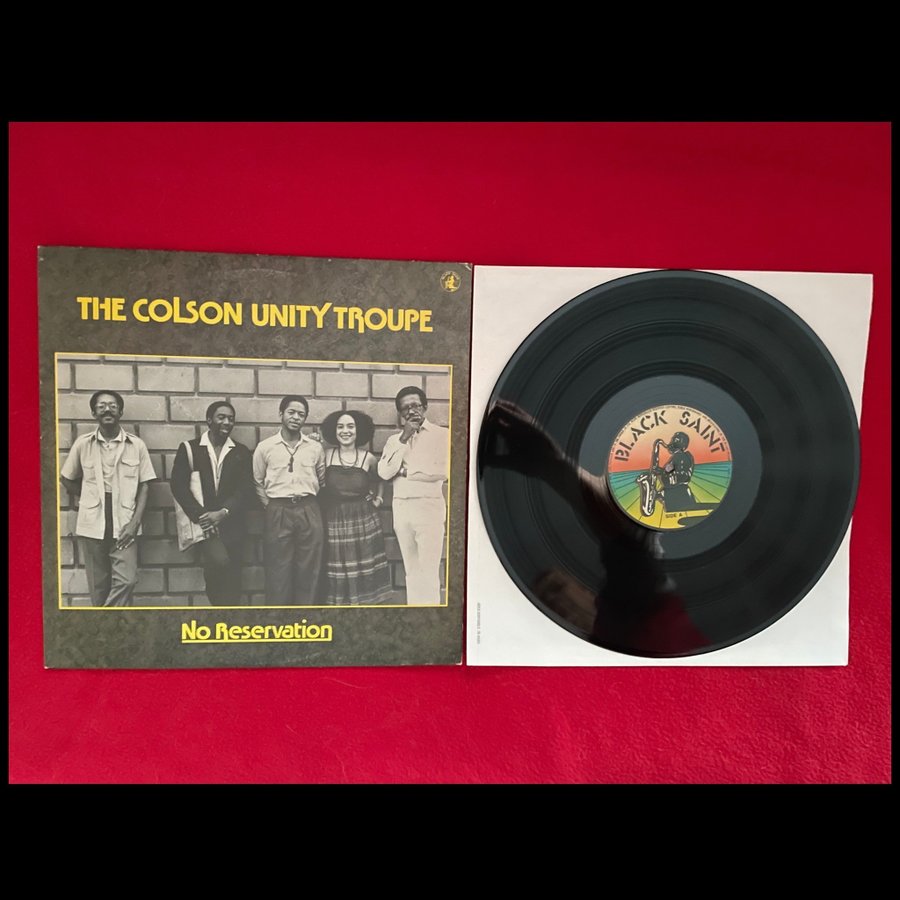 THE COLSON UNITY TROUPE
No Reservation
BLACK SAINT
SIDE A